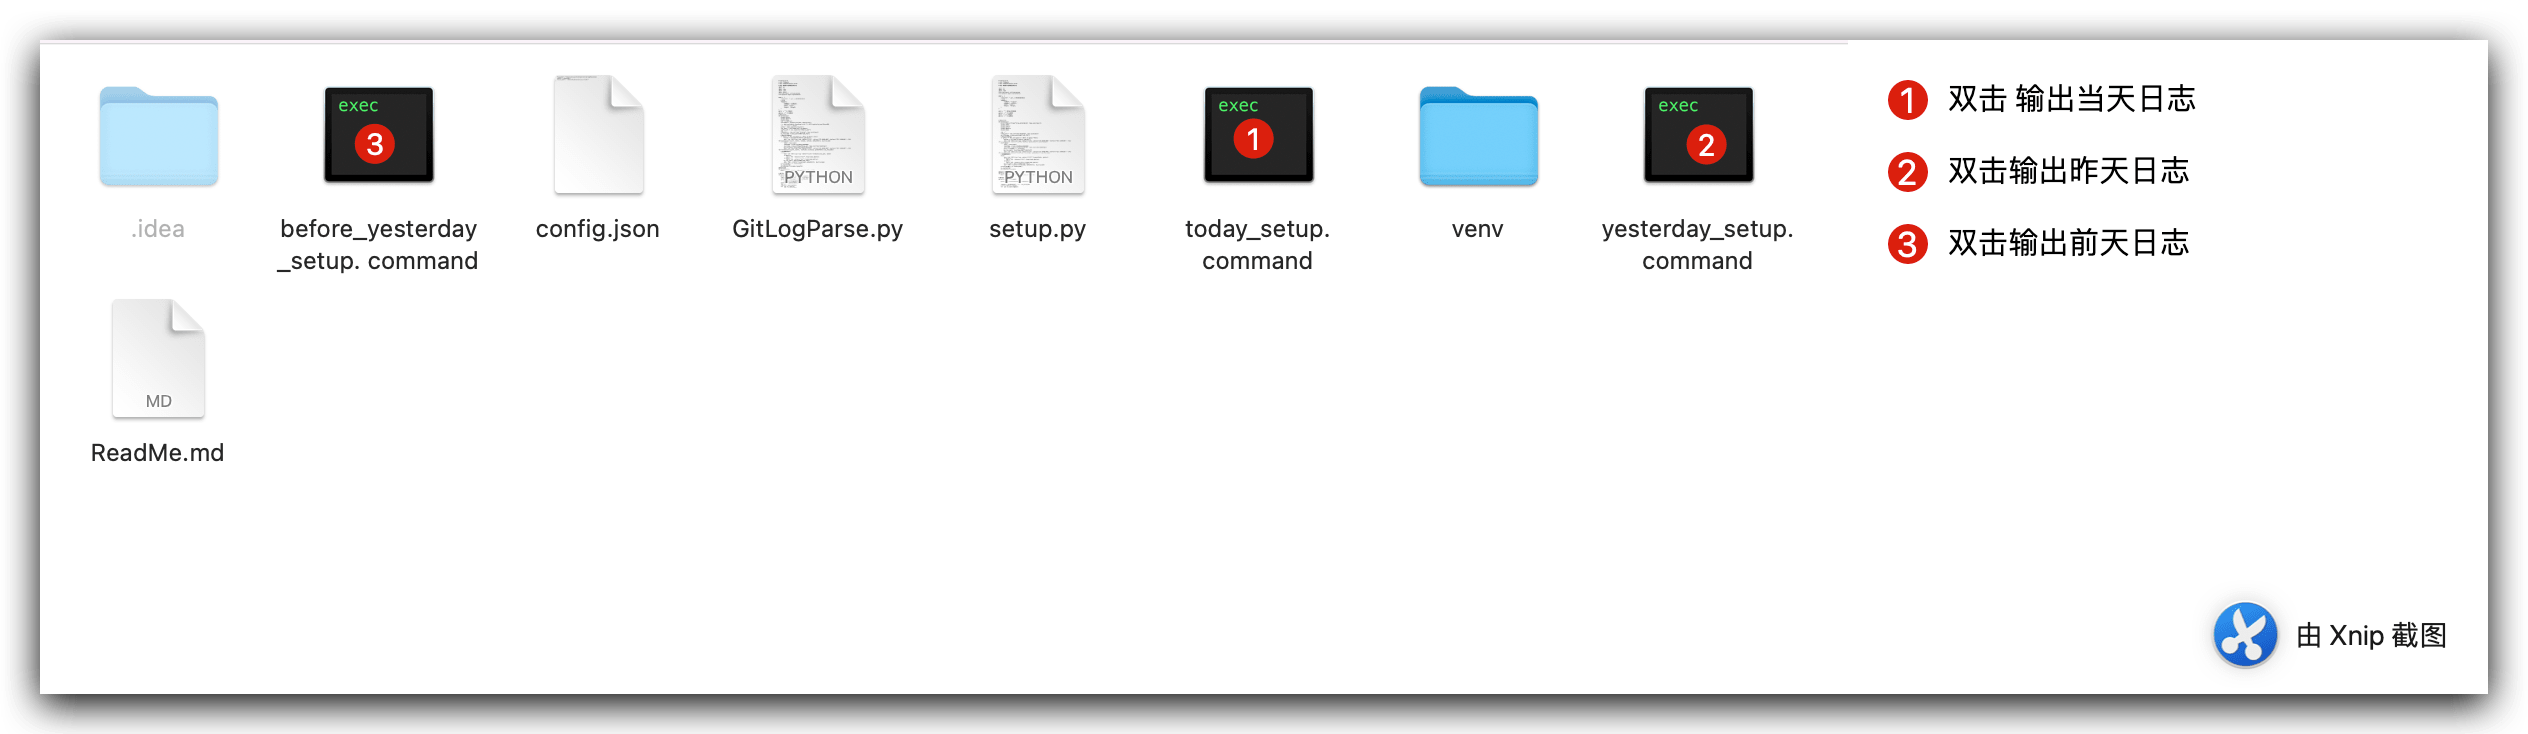 exec
3
exec
1
exec
2
PYTHON
PYTHON
.idea
before_yesterday
_setup. command
config.json
GitLogParse.py
setup.py
today_setup.
command
venv
yesterday_setup.
command
1 双击 输出当天日志
2 双击输出昨天日志
3 双击输出前天日志
MD
ReadMe.md
由 Xnip 截图